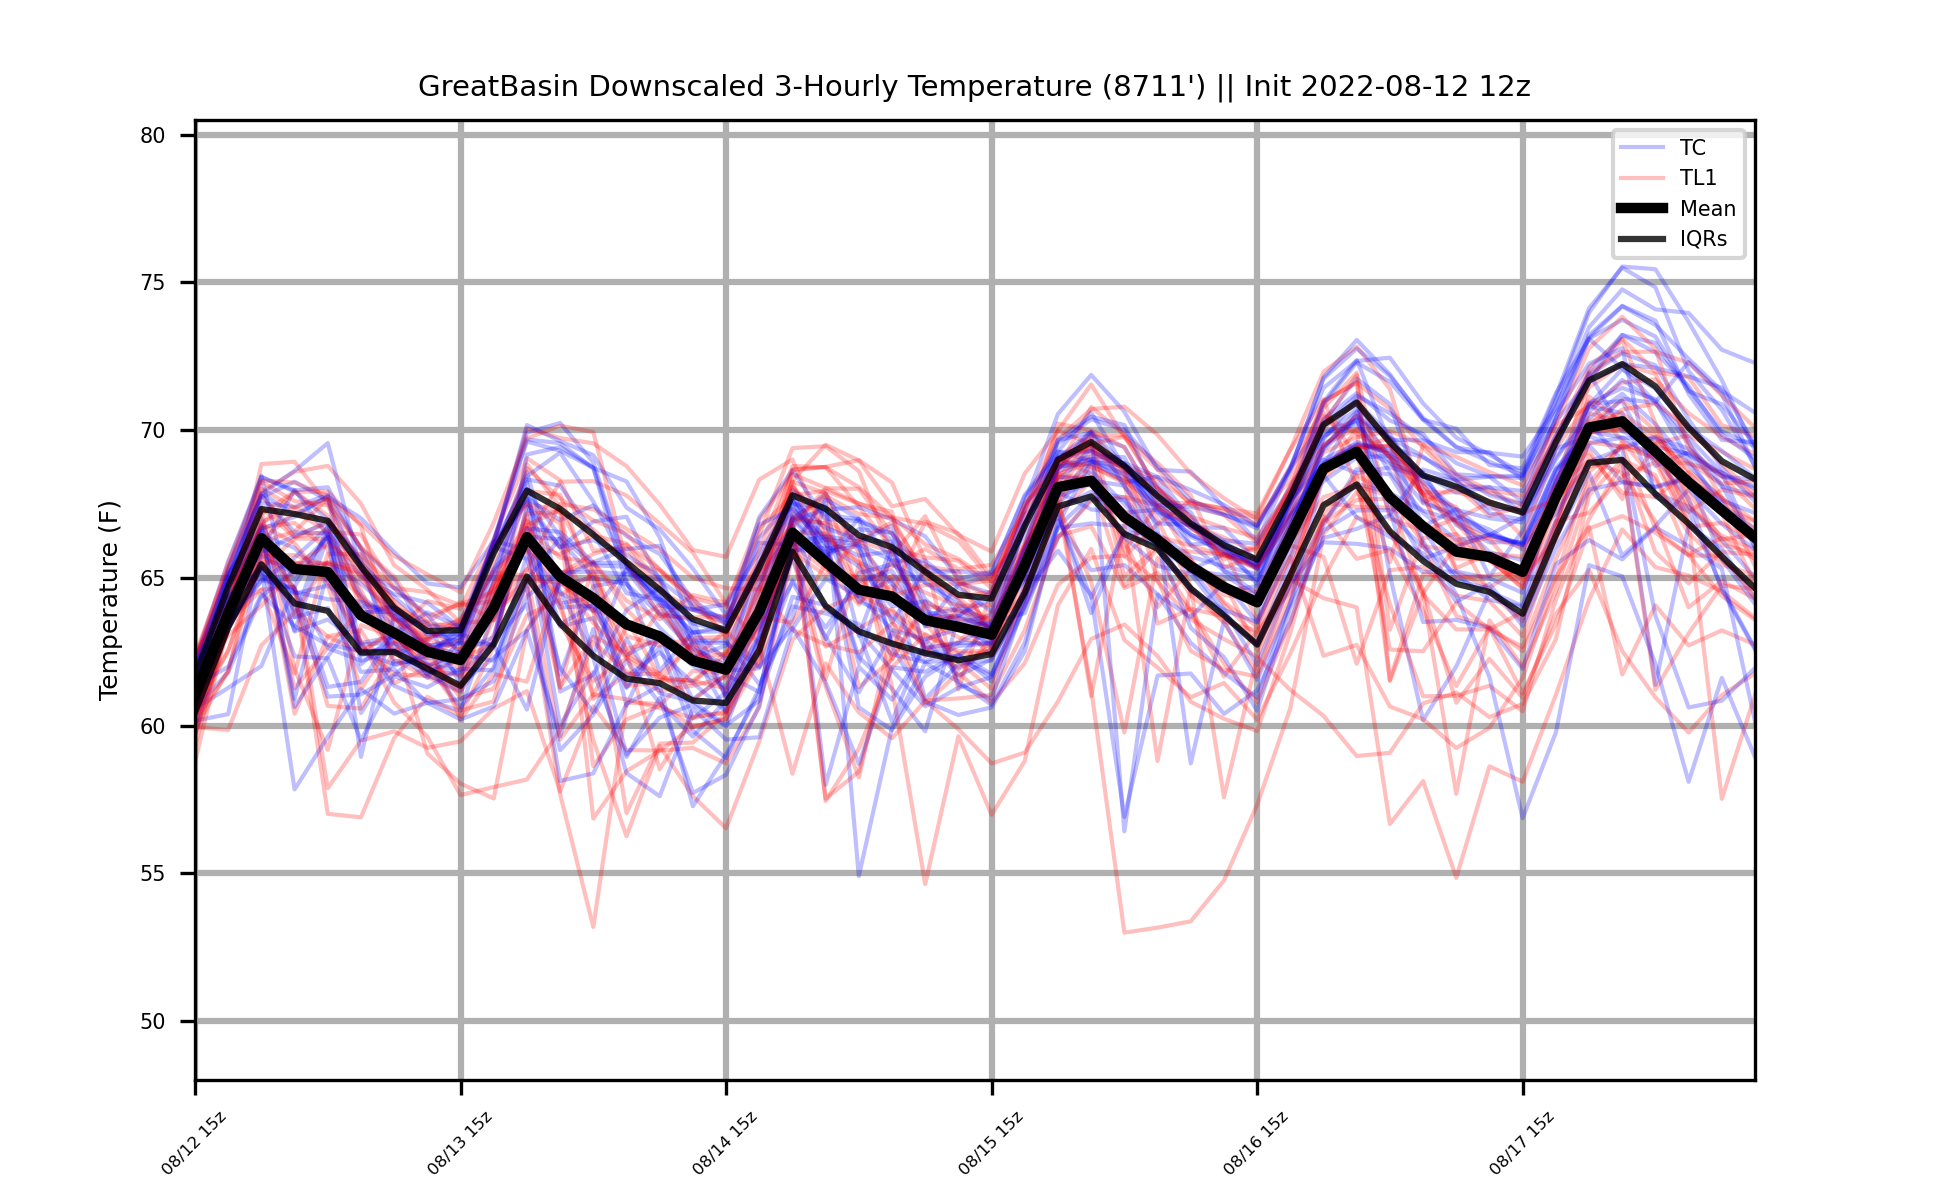 GreatBasin Downscaled 3-Hourly Temperature (8711') || Init 2022-08-12 12z
TC
TL1
Mean
IQRs
Temperature (F)
80
75
70
65
60
55
50
08/12 15z
08/13 15z
08/14 15z
08/15 15z
08/16 15z
08/17 15z